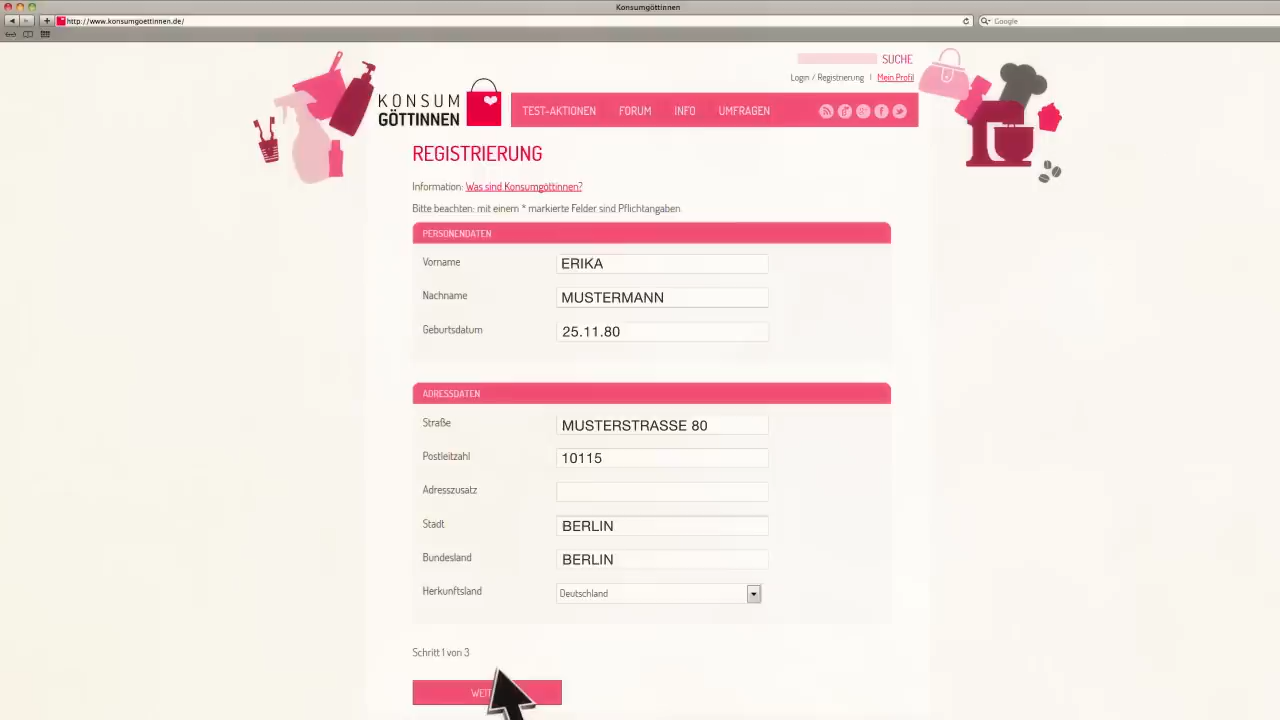 Konsumgöttinnen
http://www.konsumgoettinnen.de/
Google
SUCHE
Login / Registrierung | Mein Profil
KONSUM
GÖTTINNEN
TEST-AKTIONEN FORUM INFO UMFRAGEN
REGISTRIERUNG
Information: Was sind Konsumgöttinnen?
Bitte beachten: mit einem * markierte Felder sind Pflichtangaben
PERSONENDATEN
Vorname ERIKA
Nachname MUSTERMANN
Geburtsdatum 25.11.80
ADRESSDATEN
Straße MUSTERSTRASSE 80
Postleitzahl 10115
Adresszusatz
Stadt BERLIN
Bundesland BERLIN
Herkunftsland Deutschland
Schritt 1 von 3